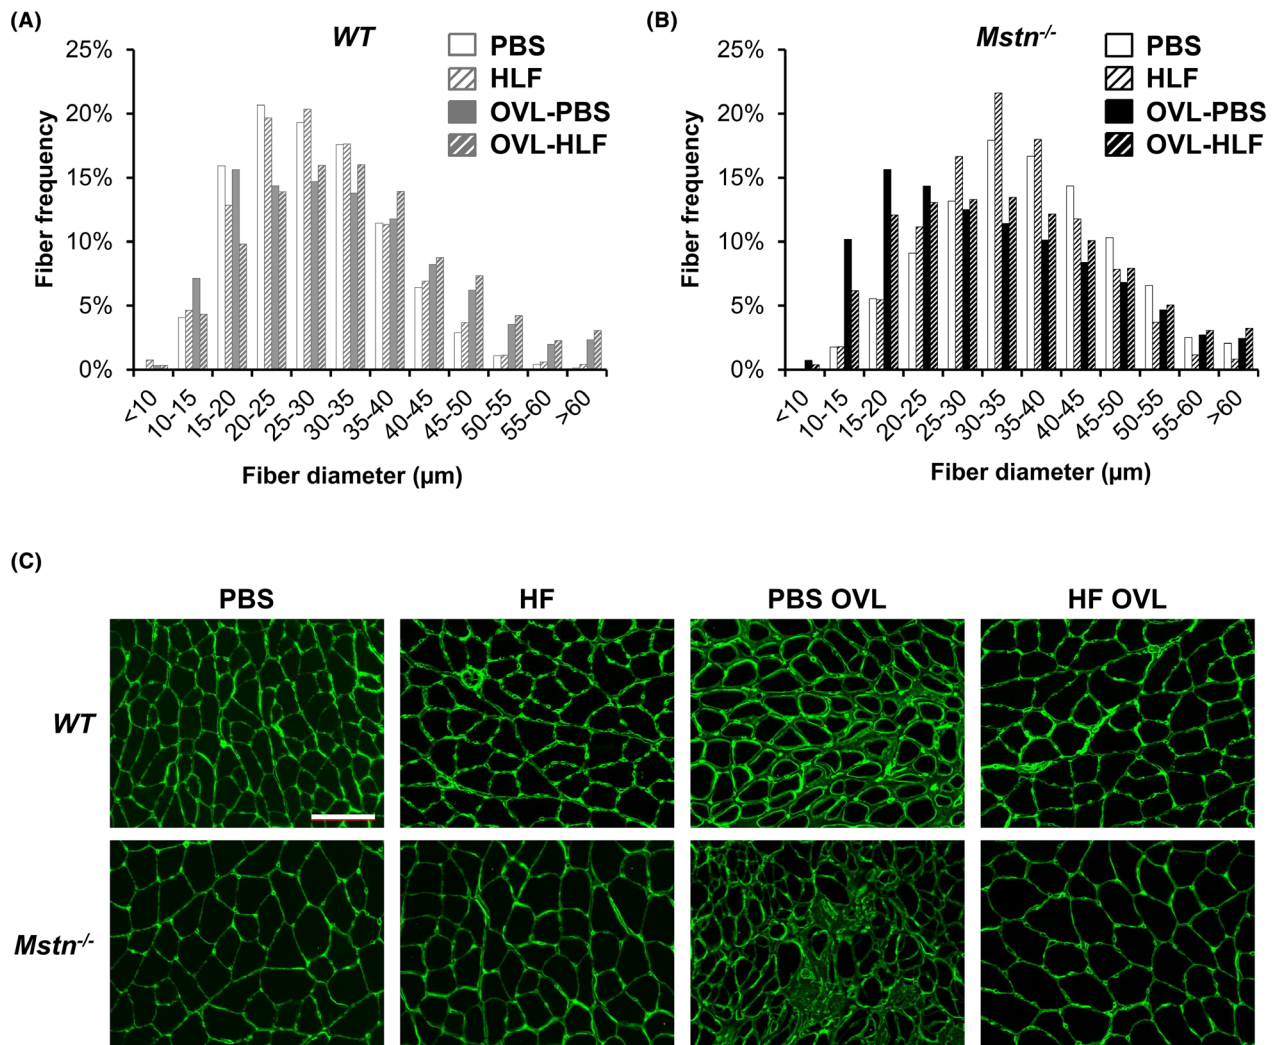 (A)
WT
PBS
HLF
OVL-PBS
OVL-HLF
Fiber frequency
25%
20%
15%
10%
5%
0%
<10
10-15
15-20
20-25
25-30
30-35
35-40
40-45
45-50
50-55
55-60
>60
Fiber diameter (µm)
(B)
Mstn-/-
PBS
HLF
OVL-PBS
OVL-HLF
Fiber frequency
25%
20%
15%
10%
5%
0%
<10
10-15
15-20
20-25
25-30
30-35
35-40
40-45
45-50
50-55
55-60
>60
Fiber diameter (µm)
(C)
PBS
HF
PBS OVL
HF OVL
WT
Mstn-/-